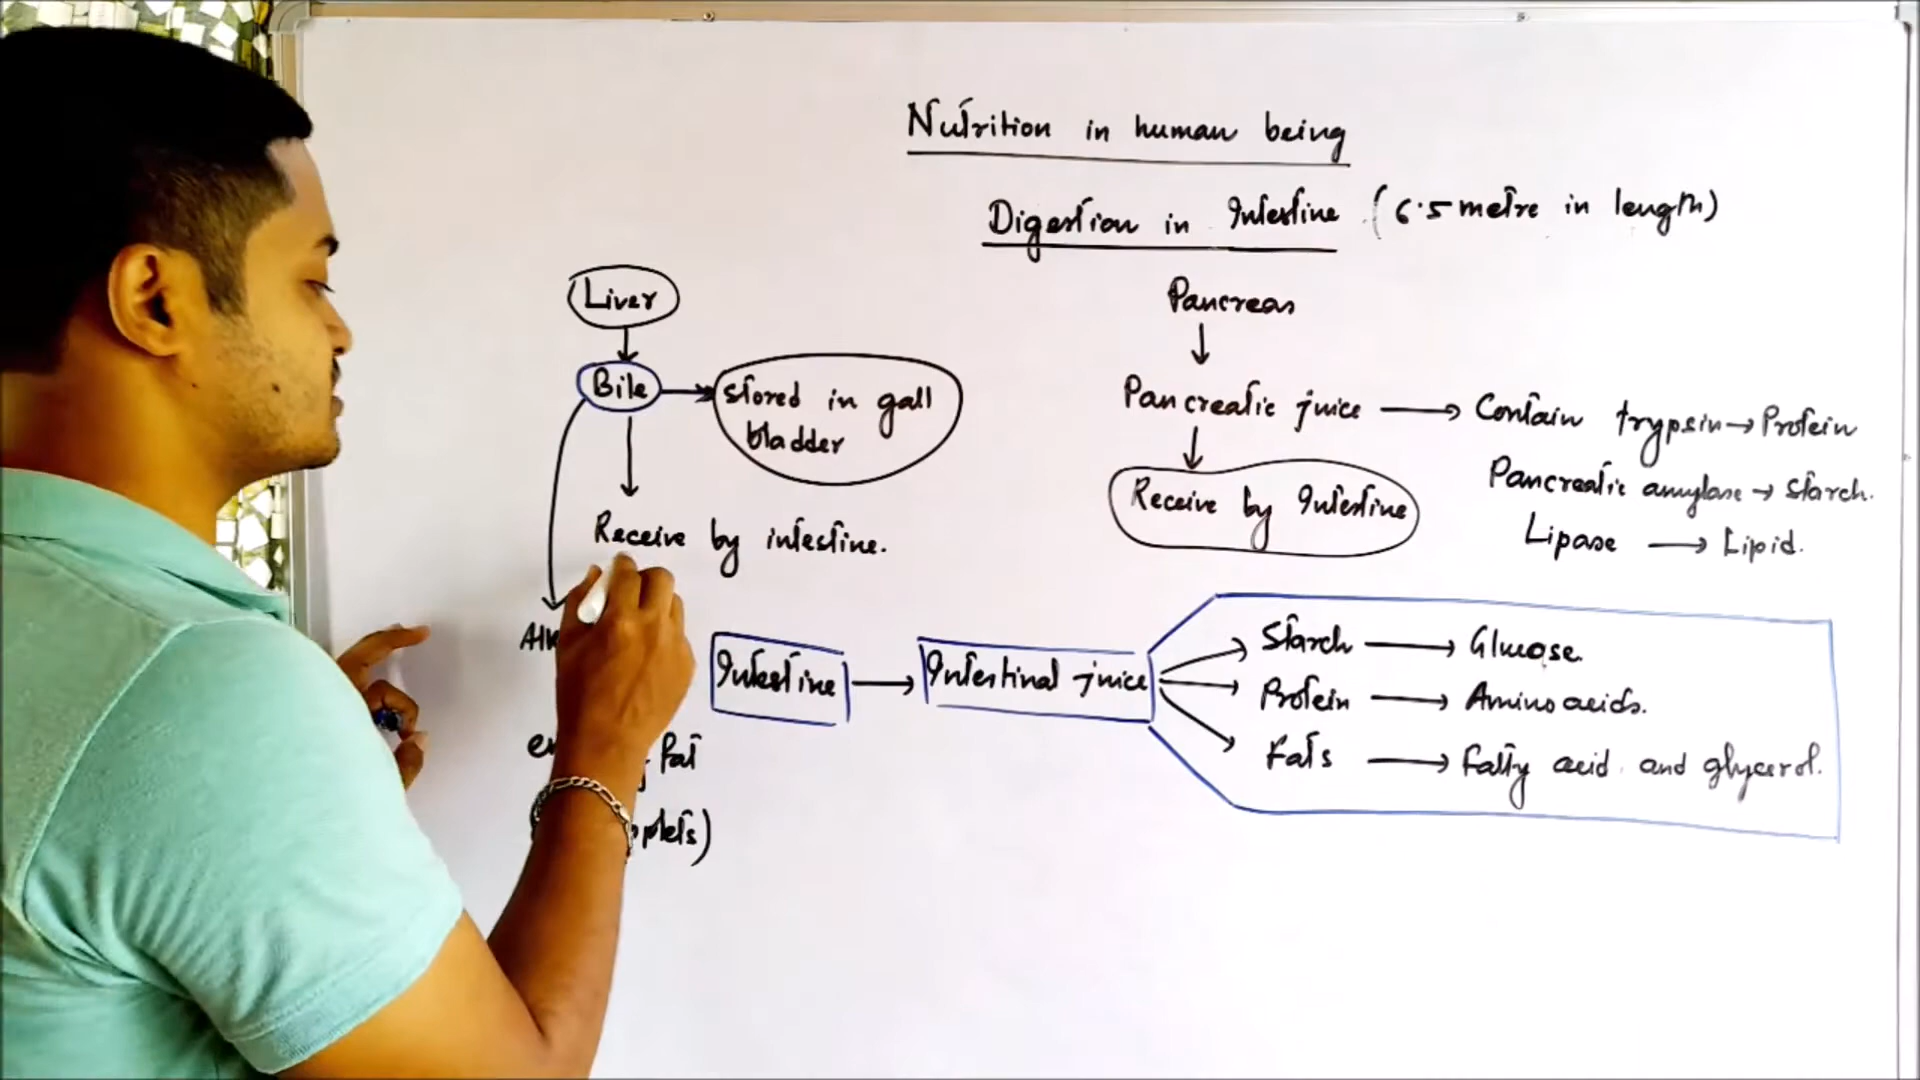 Nutrition in human being
Digestion in Intestine (6.5 metre in length)
Liver
Bile
stored in gall
bladder
Receive by intestine.
fat
Pancreas
Pancreatic juice → Contain trypsin → Protein
Pancreatic amylase → Starch.
Lipase → Lipid.
Receive by Intestine
Intestine → Intestinal juice
Starch → Glucose.
Protein → Amino acids.
Fats → Fatty acid and glycerol.